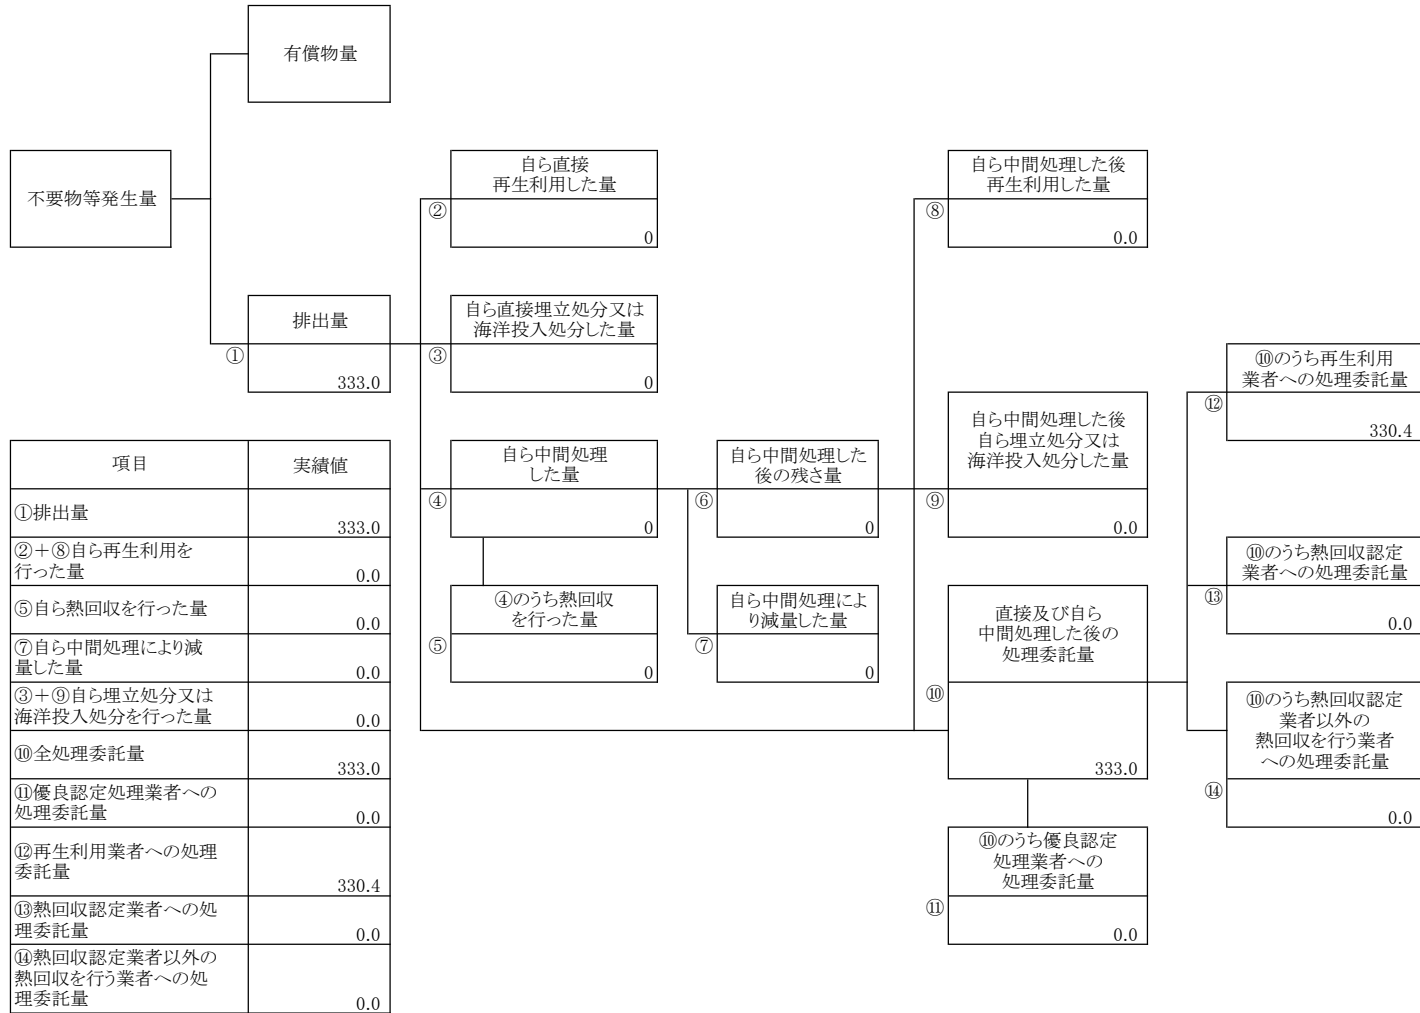 有償物量
不要物等発生量
排出量
①
333.0
自ら直接
再生利用した量
②
0
自ら直接埋立処分又は
海洋投入処分した量
③
0
自ら中間処理
した量
④
0
④のうち熱回収
を行った量
⑤
0
自ら中間処理した
後の残さ量
⑥
0
自ら中間処理によ
り減量した量
⑦
0
自ら中間処理した後
再生利用した量
⑧
0.0
自ら中間処理した後
自ら埋立処分又は
海洋投入処分した量
⑨
0.0
直接及び自ら
中間処理した後の
処理委託量
⑩
333.0
⑩のうち優良認定
処理業者への
処理委託量
⑪
0.0
⑩のうち再生利用
業者への処理委託量
⑫
330.4
⑩のうち熱回収認定
業者への処理委託量
⑬
0.0
⑩のうち熱回収認定
業者以外の
熱回収を行う業者
への処理委託量
⑭
0.0
項目 実績値
①排出量
333.0
②＋⑧自ら再生利用を
行った量 0.0
⑤自ら熱回収を行った量
0.0
⑦自ら中間処理により減
量した量 0.0
③＋⑨自ら埋立処分又は
海洋投入処分を行った量 0.0
⑩全処理委託量
333.0
⑪優良認定処理業者への
処理委託量 0.0
⑫再生利用業者への処理
委託量
330.4
⑬熱回収認定業者への処
理委託量 0.0
⑭熱回収認定業者以外の
熱回収を行う業者への処
理委託量 0.0